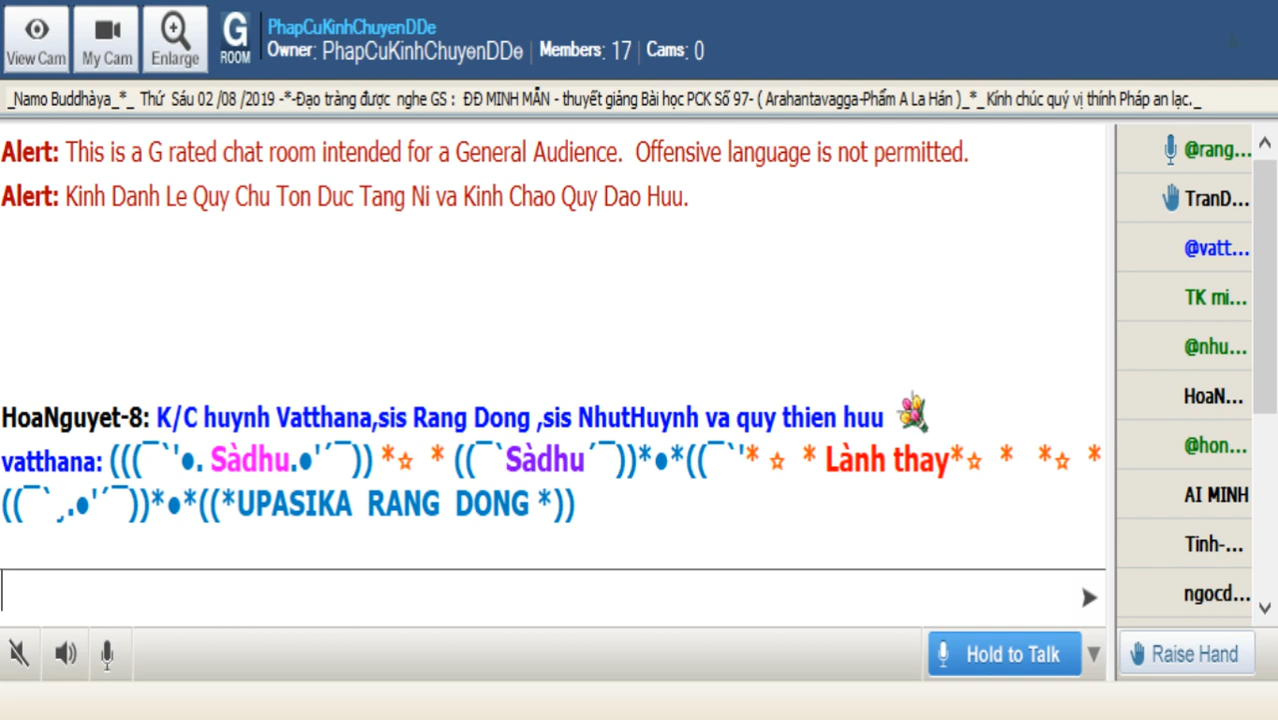 View Cam
My Cam
Enlarge
G
ROOM
PhapCuKinhChuyenDDe
Owner: PhapCuKinhChuyenDDe | Members: 17 | Cams: 0
_Namo Buddhàya_*_ Thứ Sáu 02 /08 /2019 -*-Đạo tràng được nghe GS : ĐĐ MINH MẪN - thuyết giảng Bài học PCK Số 97- ( Arahantavagga-Phẩm A La Hán )_*_Kính chúc quý vị thính Pháp an lạc._
Alert: This is a G rated chat room intended for a General Audience. Offensive language is not permitted.
Alert: Kinh Danh Le Quy Chu Ton Duc Tang Ni va Kinh Chao Quy Dao Huu.
HoaNguyet-8: K/C huynh Vatthana,sis Rang Dong ,sis NhutHuynh va quy thien huu
vatthana: (((¯`'●. Sàdhu.●'´¯)) *☆ * ((¯`Sàdhu´¯))*●*((¯`'* ☆ * Lành thay*☆ * *☆ *
((¯`¸.●'´¯))*●*((*UPASIKA RANG DONG *))
@rang...
TranD...
@vatt...
TK mi...
@nhu...
HoaN...
@hon...
AI MINH
Tinh-...
ngocd...
Hold to Talk
Raise Hand